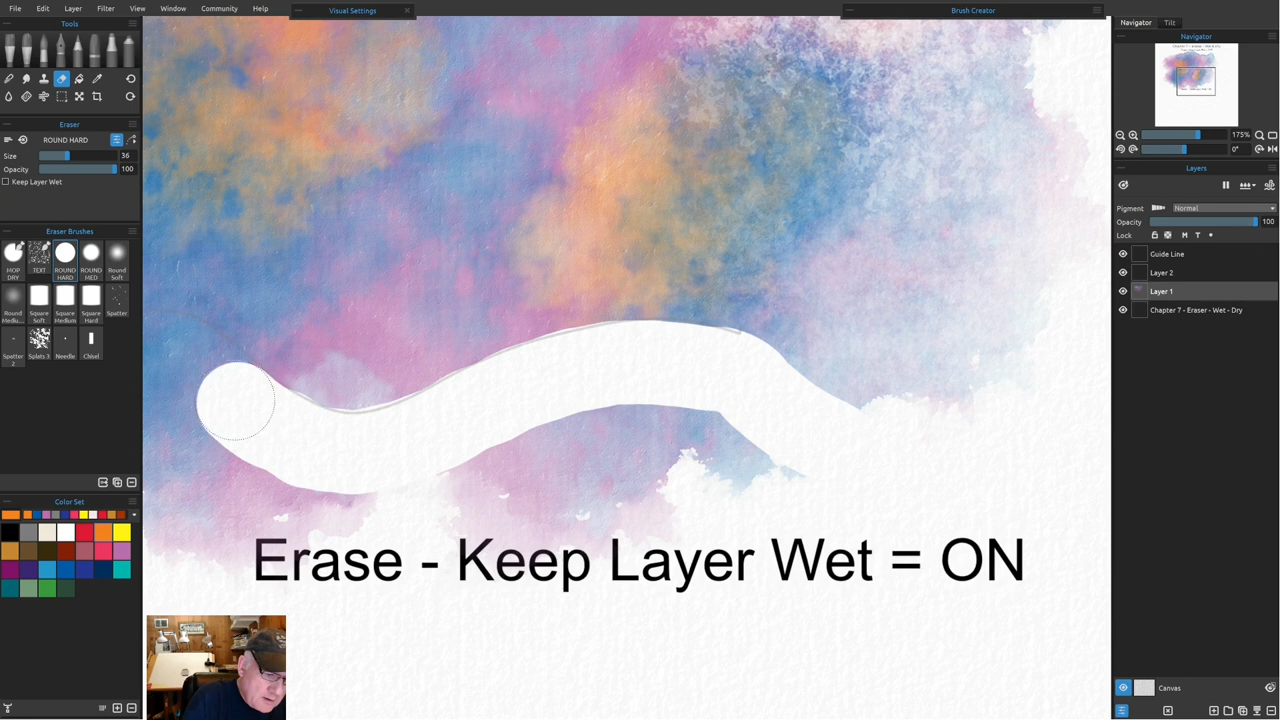 File Edit Layer Filter View Window Community Help
Visual Settings
Brush Creator
Tools
Eraser
ROUND HARD
Size 36
Opacity 100
Keep Layer Wet
Eraser Brushes
MOP DRY
TEXT
ROUND HARD
ROUND MED
Round Soft
Round Mediu...
Square Soft
Square Medium
Square Hard
Spatter
Spatter 2
Splats 3
Needle
Chisel
Color Set
Erase - Keep Layer Wet = ON
Navigator Tilt
Navigator
175%
0°
Layers
Pigment Normal
Opacity 100
Lock M T
Guide Line
Layer 2
Layer 1
Chapter 7 - Eraser - Wet - Dry
Canvas